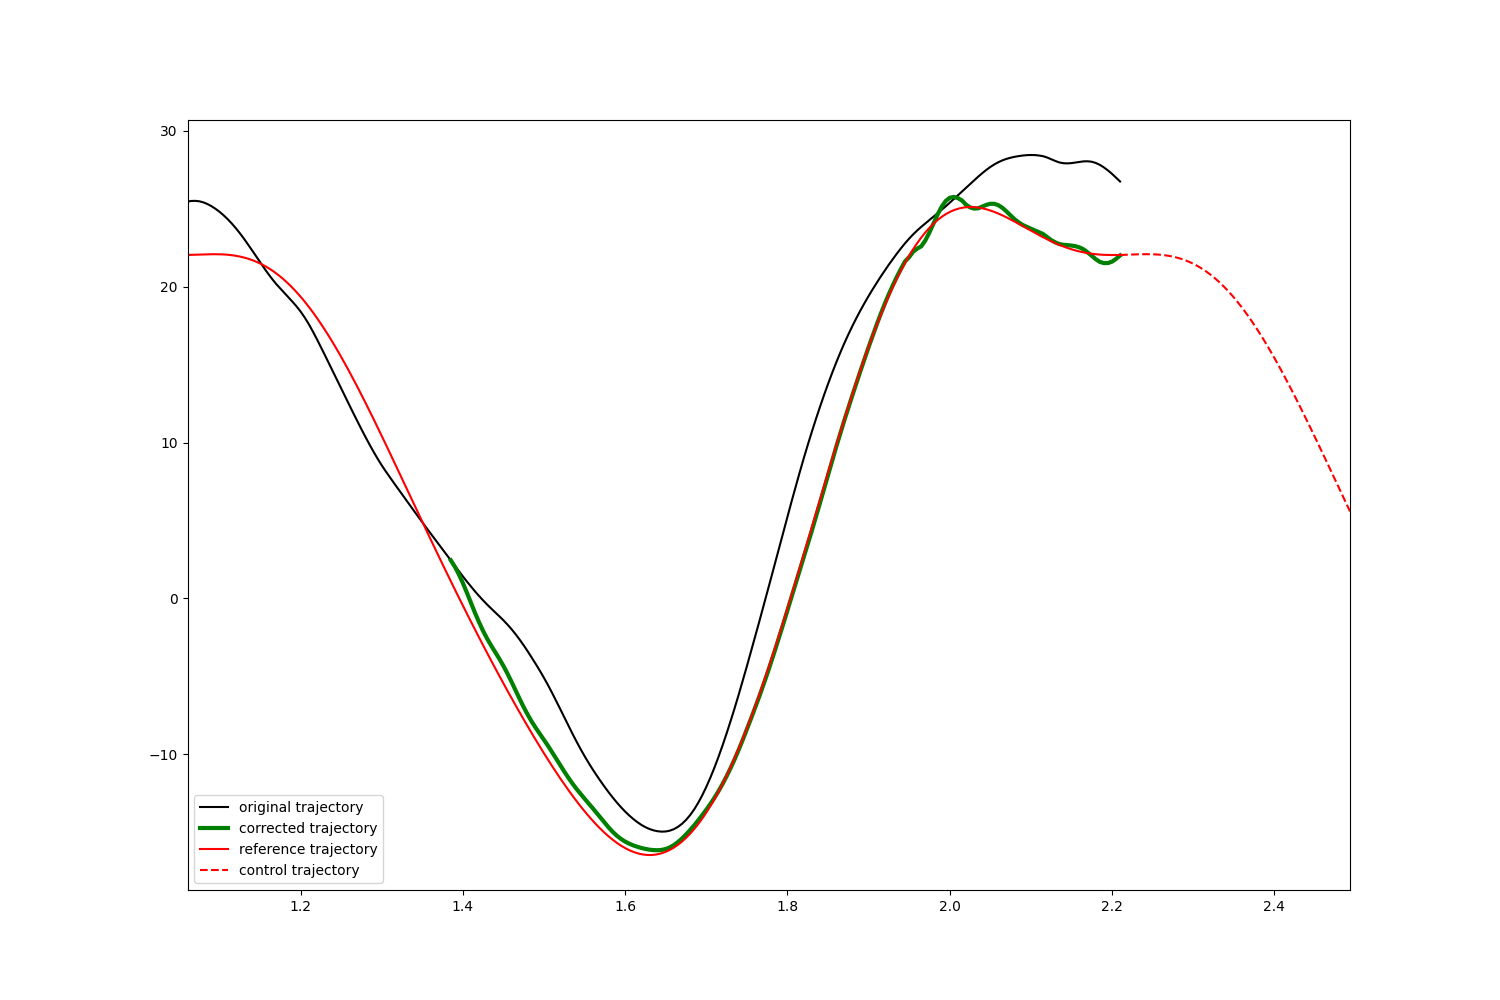 30
20
10
0
−10
original trajectory
corrected trajectory
reference trajectory
control trajectory
1.2 1.4 1.6 1.8 2.0 2.2 2.4